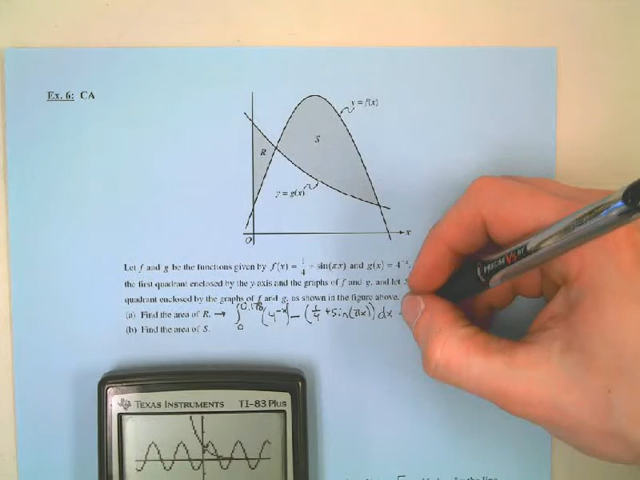 Ex. 6: CA
y = f(x)
S
R
y = g(x)
O
x
Let f and g be the functions given by f(x) = 1/4 + sin(πx) and g(x) = 4^-x.
the first quadrant enclosed by the y-axis and the graphs of f and g, and let S
quadrant enclosed by the graphs of f and g, as shown in the figure above.
(a) Find the area of R. → ∫ 0 (4^-x) - (1/4 + sin(πx)) dx
(b) Find the area of S.
TEXAS INSTRUMENTS TI-83 Plus